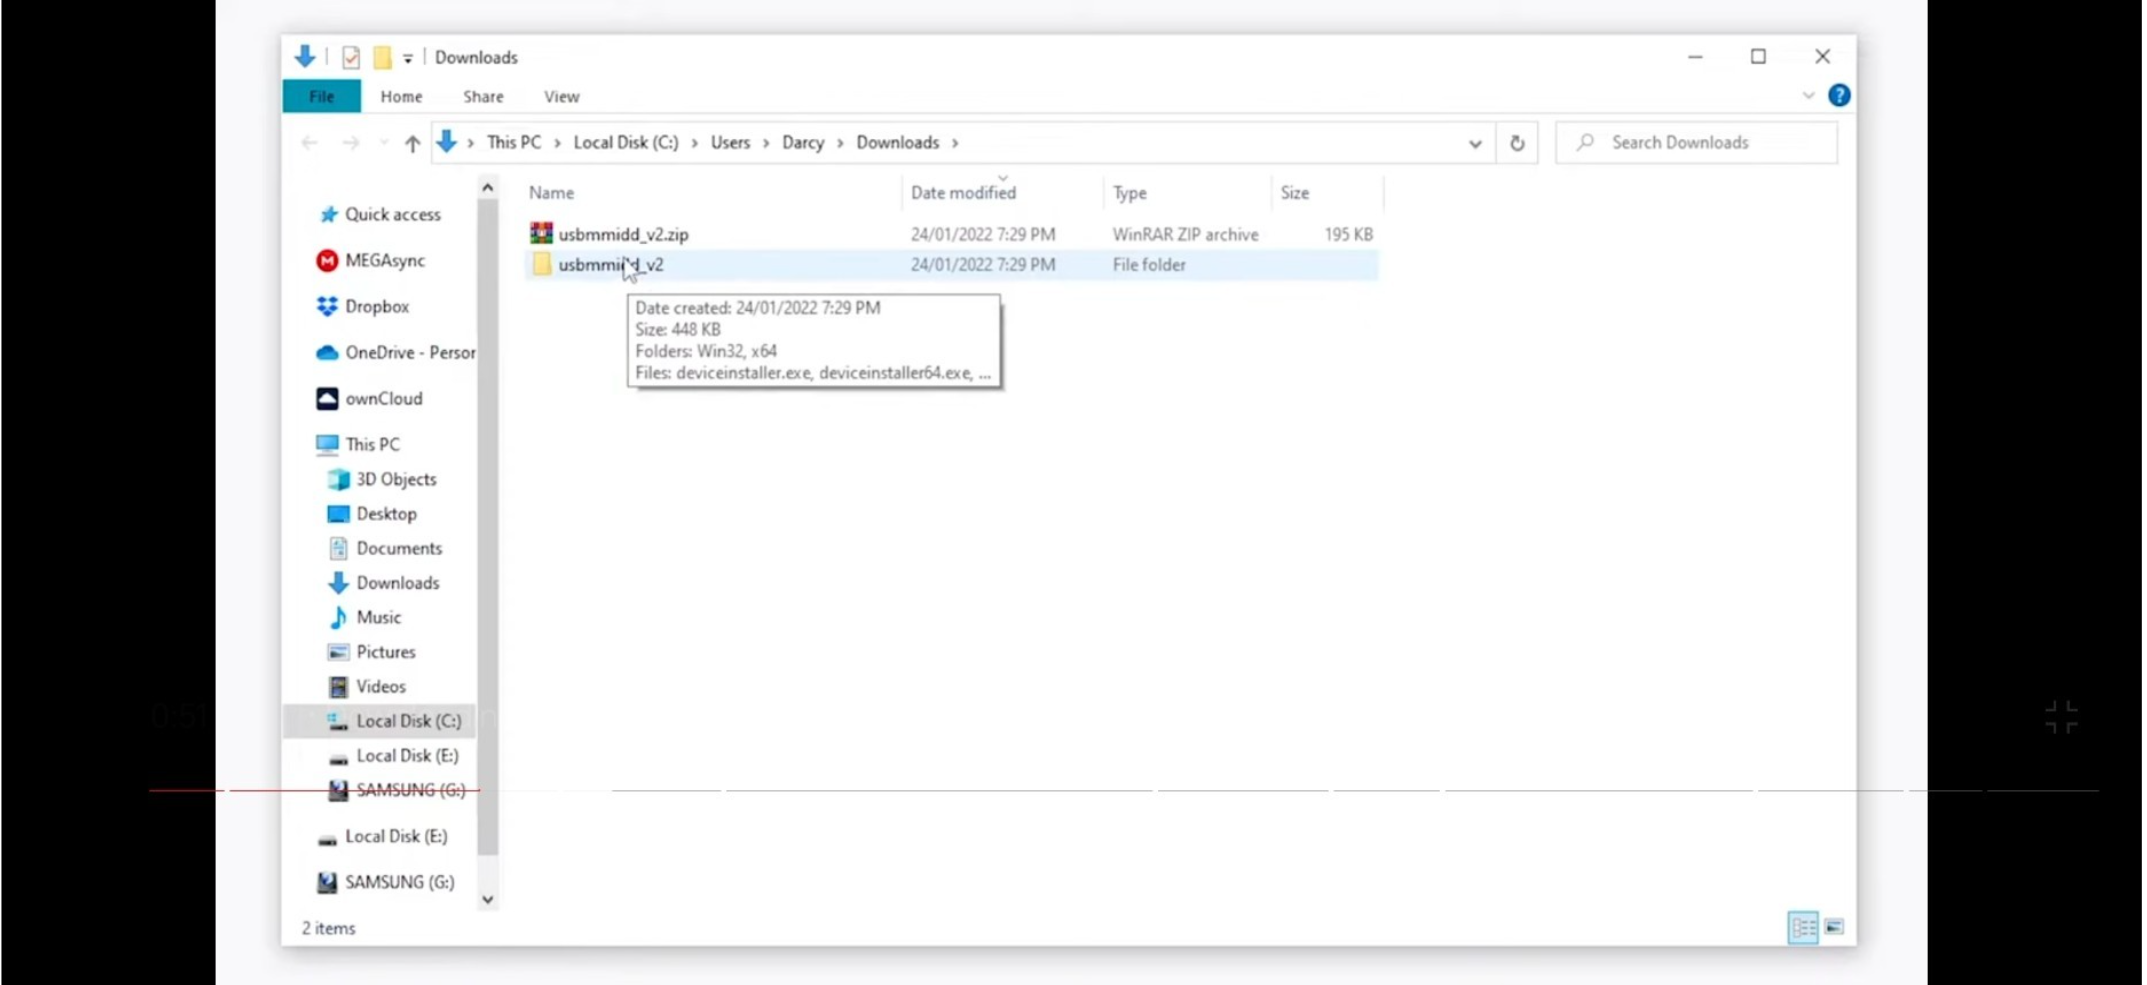 Downloads
File Home Share View
This PC > Local Disk (C:) > Users > Darcy > Downloads >
Search Downloads
Name Date modified Type Size
usbmmidd_v2.zip 24/01/2022 7:29 PM WinRAR ZIP archive 195 KB
usbmmidd_v2 24/01/2022 7:29 PM File folder
Date created: 24/01/2022 7:29 PM
Size: 448 KB
Folders: Win32, x64
Files: deviceinstaller.exe, deviceinstaller64.exe, ...
Quick access
MEGAsync
Dropbox
OneDrive - Person
ownCloud
This PC
3D Objects
Desktop
Documents
Downloads
Music
Pictures
Videos
0:51
Local Disk (C:)
Local Disk (E:)
SAMSUNG (G:)
Local Disk (E:)
SAMSUNG (G:)
2 items